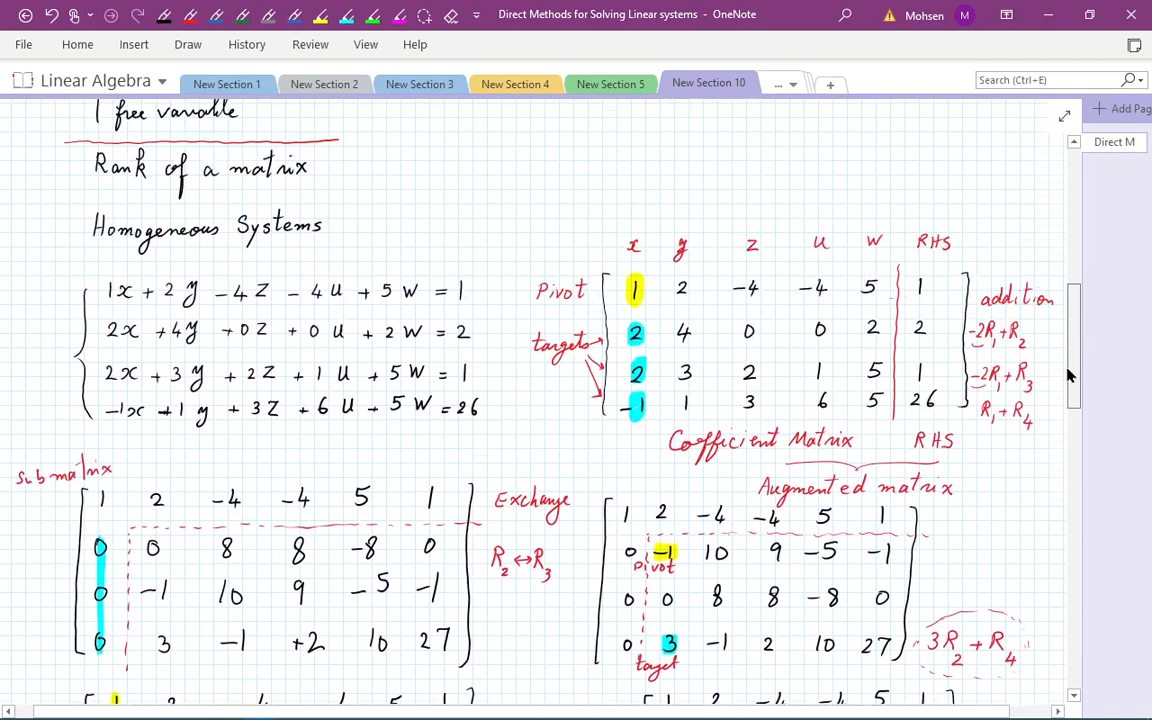 Direct Methods for Solving Linear systems - OneNote
Mohsen M
File Home Insert Draw History Review View Help
Linear Algebra
New Section 1 New Section 2 New Section 3 New Section 4 New Section 5 New Section 10 ...
Search (Ctrl+E)
Add Pag
Direct M
1 free variable
Rank of a matrix
Homogeneous Systems
1x + 2y - 4z - 4u + 5w = 1
2x + 4y + 0z + 0u + 2w = 2
2x + 3y + 2z + 1u + 5w = 1
-1x + 1y + 3z + 6u + 5w = 26
x y z u w RHS
Pivot 1 2 -4 -4 5 1 addition
targets 2 4 0 0 2 2 -2R1+R2
2 3 2 1 5 1 -2R1+R3
-1 1 3 6 5 26 R1+R4
Coefficient Matrix RHS
Augmented matrix
Submatrix
1 2 -4 -4 5 1 Exchange
0 0 8 8 -8 0 R2↔R3
0 -1 10 9 -5 -1
0 3 -1 +2 10 27
1 2 -4 -4 5 1
0 -1 10 9 -5 -1
pivot
0 0 8 8 -8 0
0 3 -1 2 10 27 3R2+R4
target